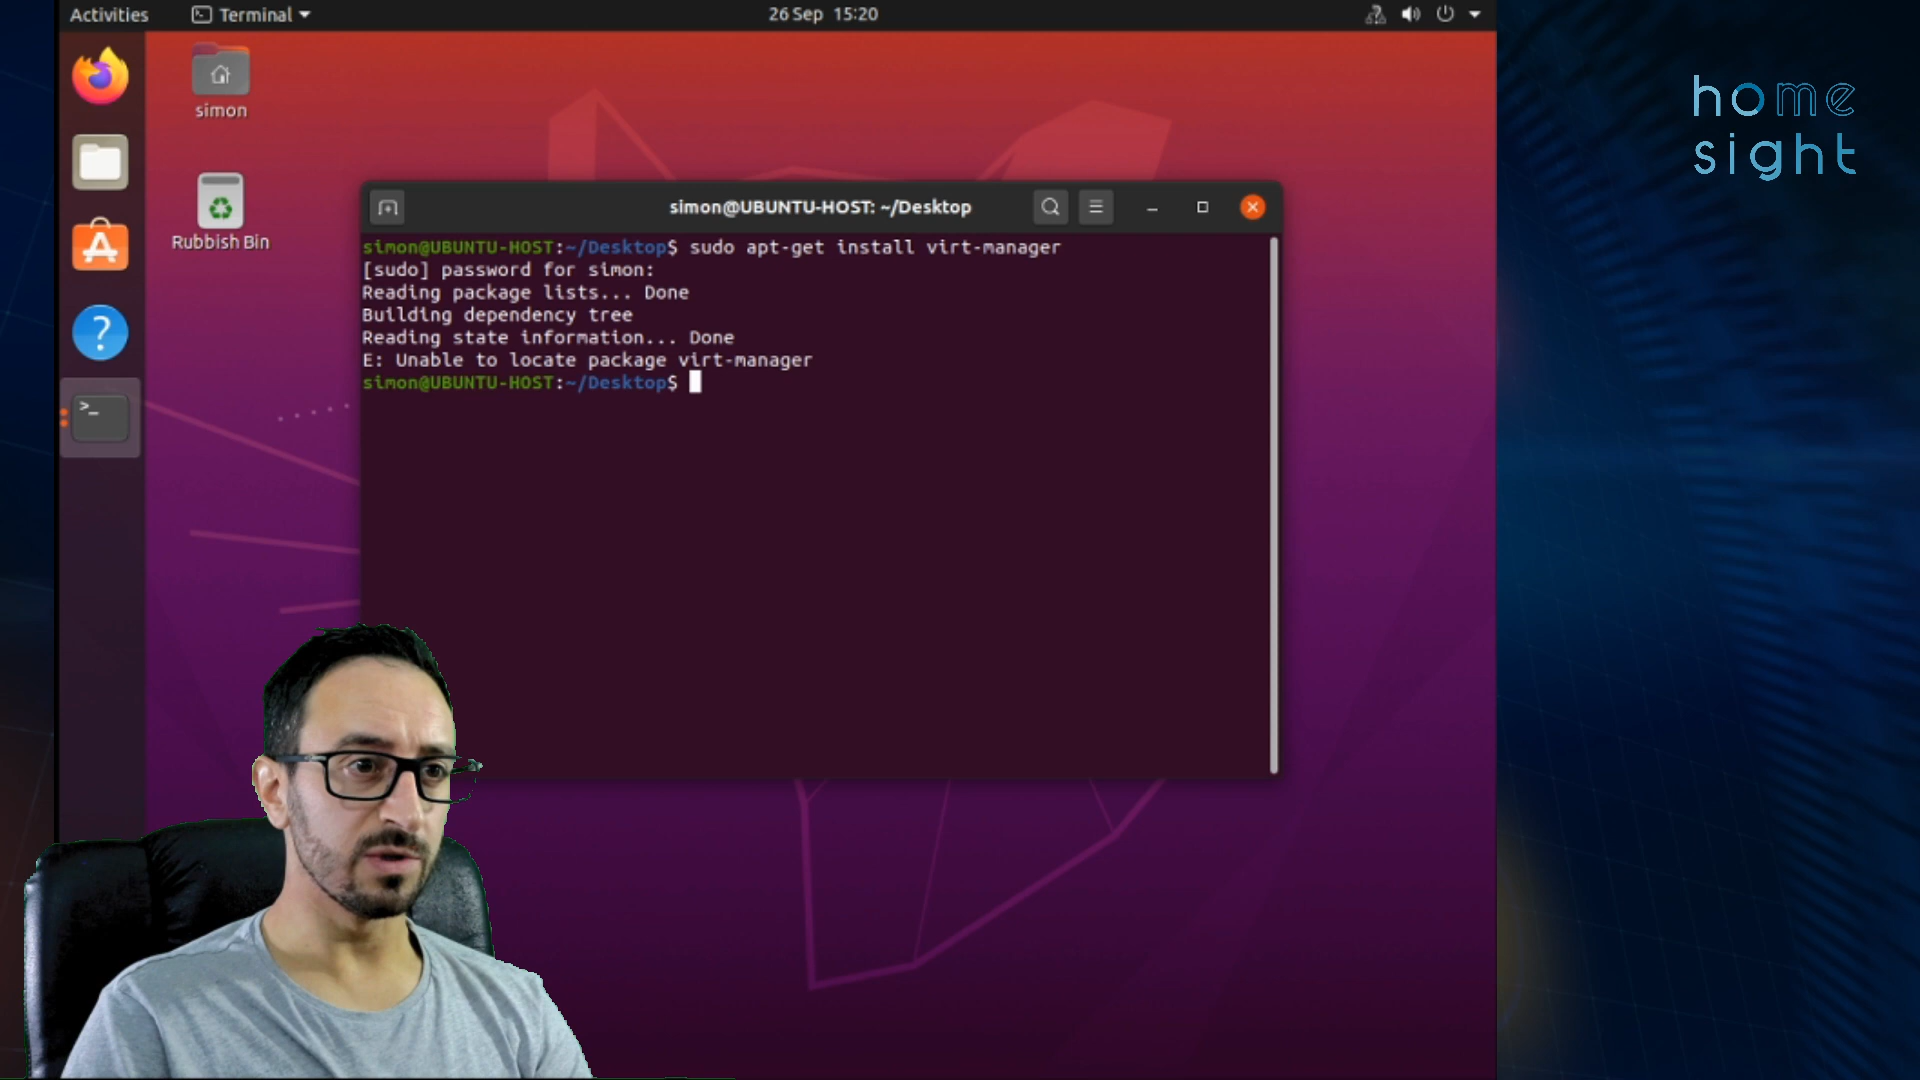 Activities
Terminal
26 Sep 15:20
simon
Rubbish Bin
home
sight
simon@UBUNTU-HOST: ~/Desktop
simon@UBUNTU-HOST:~/Desktop$ sudo apt-get install virt-manager
[sudo] password for simon:
Reading package lists... Done
Building dependency tree
Reading state information... Done
E: Unable to locate package virt-manager
simon@UBUNTU-HOST:~/Desktop$